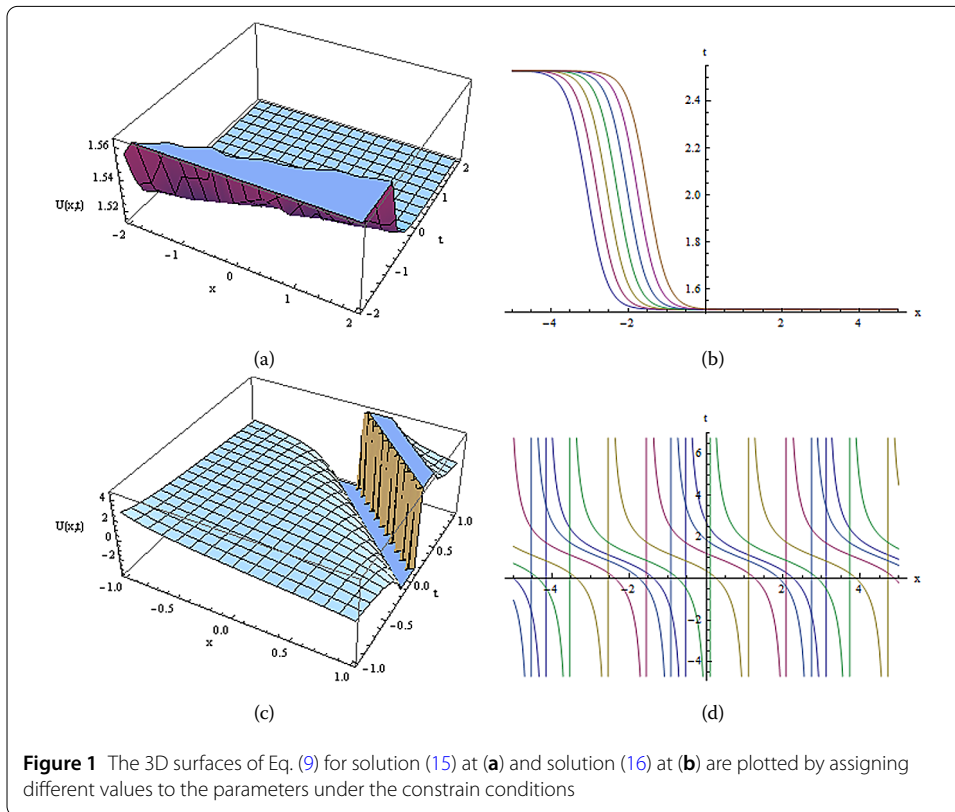 1.56
1.54
U(x,t)
1.52
−2
−1
0
x
1
2
2
1
0
t
−1
−2
(a)
t
2.4
2.2
2.0
1.8
1.6
−4
−2
0
2
4
x
(b)
4
2
U(x,t)
0
−2
−1.0
−0.5
0.0
x
0.5
1.0
1.0
0.5
0.0
t
−0.5
−1.0
(c)
t
6
4
2
−4
−2
0
2
4
x
−2
−4
(d)
Figure 1 The 3D surfaces of Eq. (9) for solution (15) at (a) and solution (16) at (b) are plotted by assigning
different values to the parameters under the constrain conditions